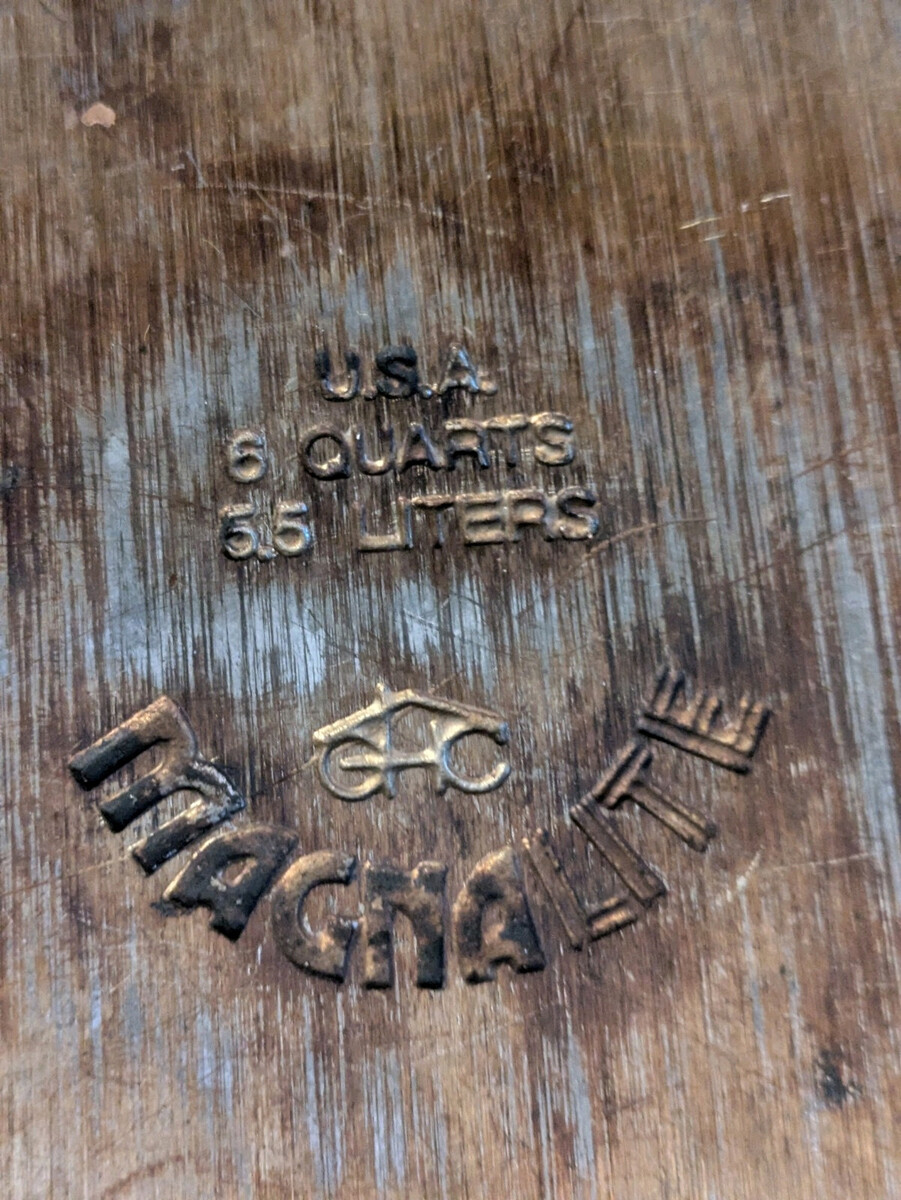 U.S.A.
6 QUARTS
5.5 LITERS
GHC
MAGNALITE